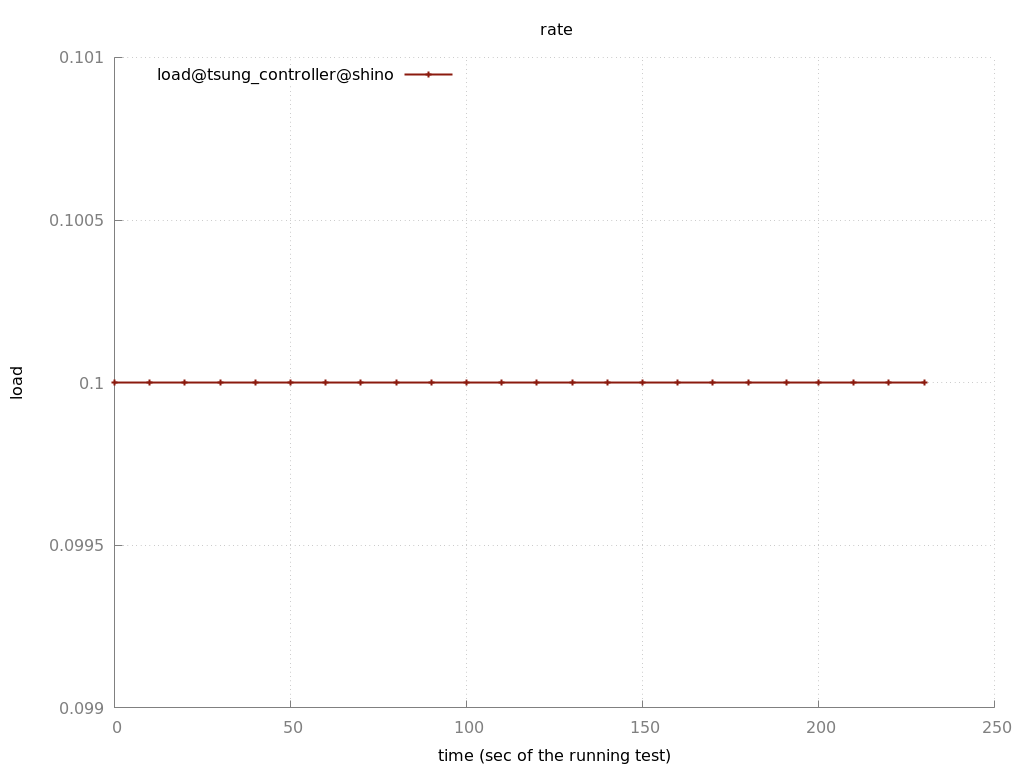 rate
0.101
load@tsung_controller@shino
0.1005
load
0.1
0.0995
0.099
0 50 100 150 200 250
time (sec of the running test)